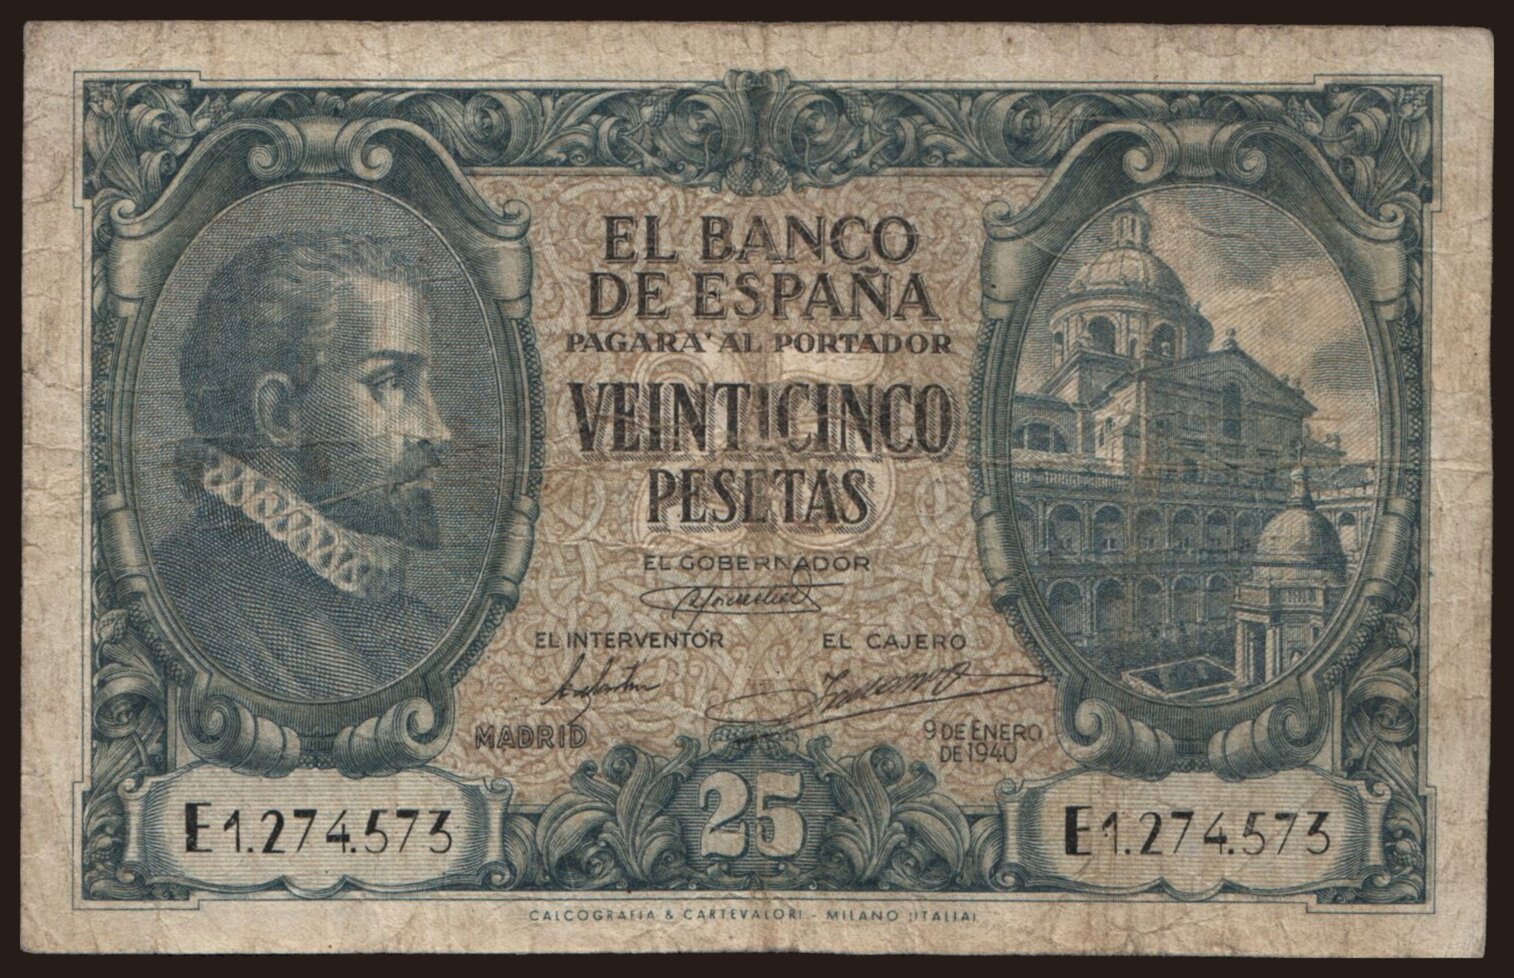 EL BANCO
DE ESPAÑA
PAGARA AL PORTADOR
VEINTICINCO
PESETAS
EL GOBERNADOR
EL INTERVENTOR EL CAJERO
MADRID 9 DE ENERO
DE 1940
E1.274.573 25 E1.274.573
CALCOGRAFIA & CARTEVALORI - MILANO (ITALIA)